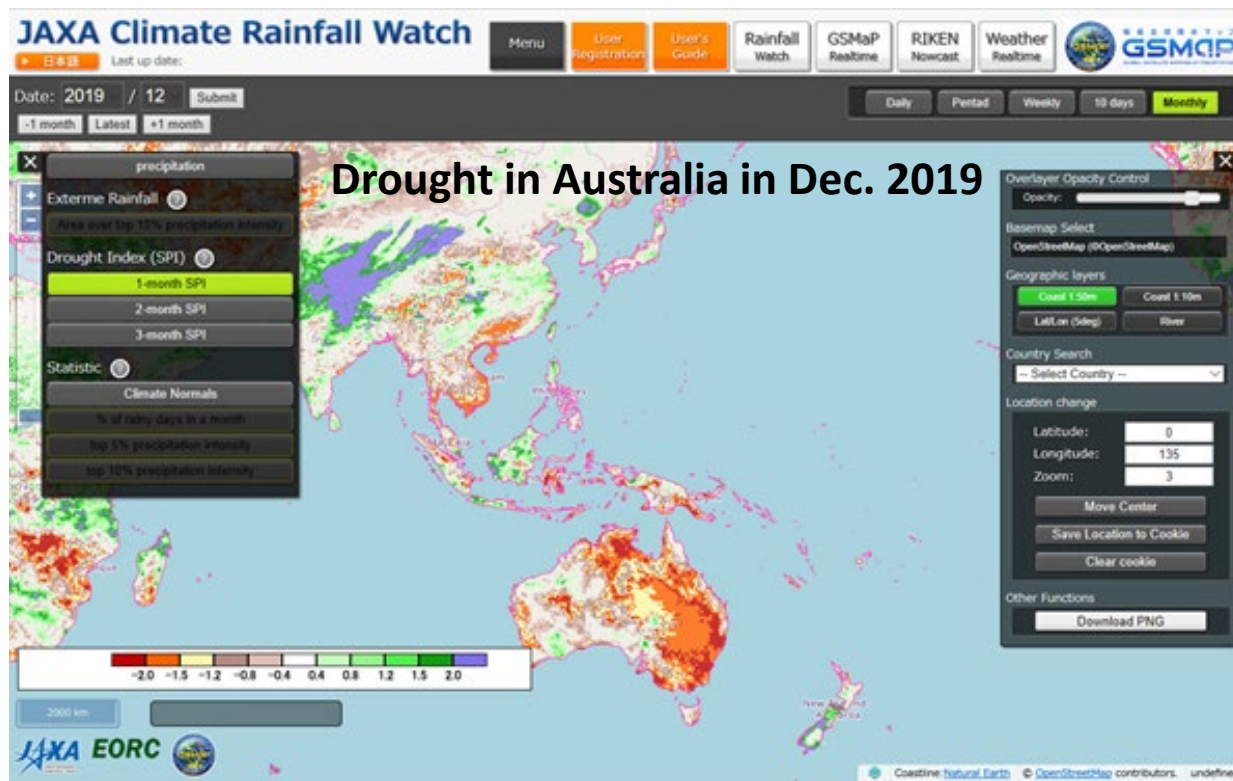 JAXA Climate Rainfall Watch
日本語
Last up date:
Menu
User Registration
User's Guide
Rainfall Watch
GSMaP Realtime
RIKEN Nowcast
Weather Realtime
GSMaP
Date: 2019 / 12 Submit
-1 month Latest +1 month
Daily Pentad Weekly 10 days Monthly
Drought in Australia in Dec. 2019
precipitation
Exterme Rainfall ?
Area over top 10% precipitation intensity
Drought Index (SPI) ?
1-month SPI
2-month SPI
3-month SPI
Statistic ?
Climate Normals
% of rainy days in a month
top 5% precipitation intensity
top 10% precipitation intensity
Overlayer Opacity Control
Opacity:
Basemap Select
OpenStreetMap (©OpenStreetMap)
Geographic layers
Coast 1:50m Coast 1:10m
Lat/Lon (5deg) River
Country Search
-- Select Country --
Location change
Latitude: 0
Longitude: 135
Zoom: 3
Move Center
Save Location to Cookie
Clear cookie
Other Functions
Download PNG
-2.0 -1.5 -1.2 -0.8 -0.4 0.4 0.8 1.2 1.5 2.0
2000 km
JAXA EORC
Coastline: Natural Earth © OpenStreetMap contributors. undefine